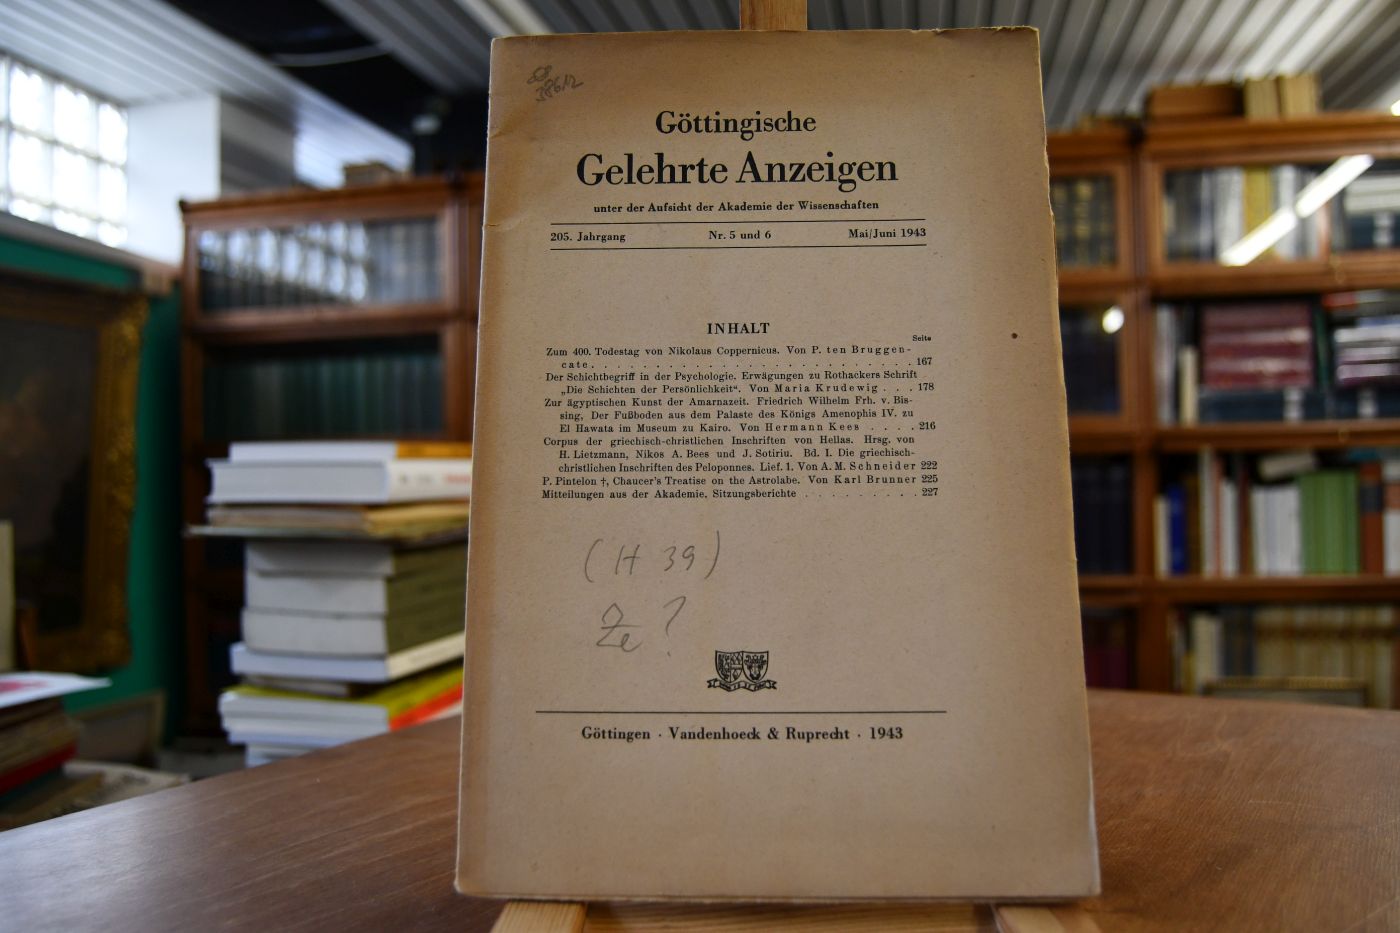 38612
Göttingische
Gelehrte Anzeigen
unter der Aufsicht der Akademie der Wissenschaften
205. Jahrgang Nr. 5 und 6 Mai/Juni 1943
INHALT
Seite
Zum 400. Todestag von Nikolaus Coppernicus. Von P. ten Bruggen-
cate . . . . . . . . . . . . . . . . . . . . . . . . 167
Der Schichtbegriff in der Psychologie. Erwägungen zu Rothackers Schrift
„Die Schichten der Persönlichkeit“. Von Maria Krudewig . . . 178
Zur ägyptischen Kunst der Amarnazeit. Friedrich Wilhelm Frh. v. Bis-
sing, Der Fußboden aus dem Palaste des Königs Amenophis IV. zu
El Hawata im Museum zu Kairo. Von Hermann Kees . . . . 216
Corpus der griechisch-christlichen Inschriften von Hellas. Hrsg. von
H. Lietzmann, Nikos A. Bees und J. Sotiriu. Bd. I. Die griechisch-
christlichen Inschriften des Peloponnes. Lief. 1. Von A. M. Schneider 222
P. Pintelon †, Chaucer's Treatise on the Astrolabe. Von Karl Brunner 225
Mitteilungen aus der Akademie. Sitzungsberichte . . . . . . . . . 227
(H 39)
Ze ?
Göttingen · Vandenhoeck & Ruprecht · 1943